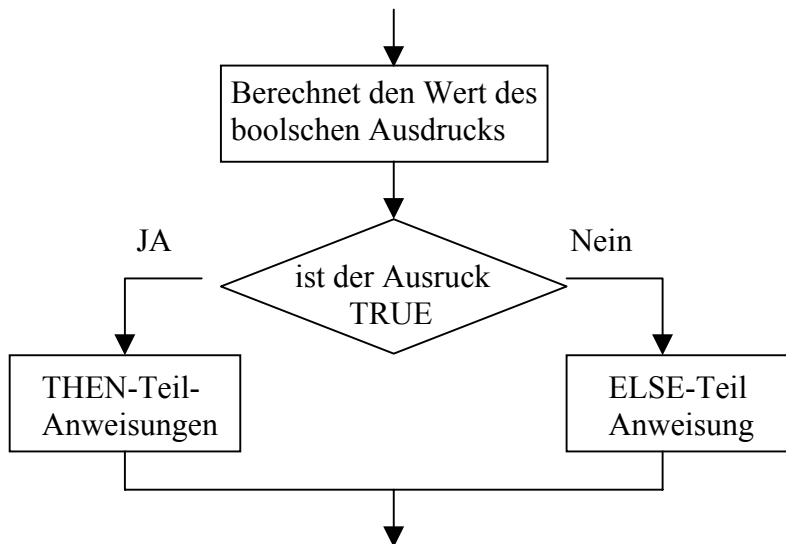 Berechnet den Wert des
boolschen Ausdrucks
JA
Nein
ist der Ausruck
TRUE
THEN-Teil-
Anweisungen
ELSE-Teil
Anweisung